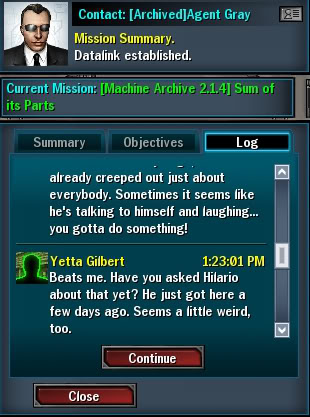 Contact: [Archived]Agent Gray
Mission Summary.
Datalink established.
Current Mission: [Machine Archive 2.1.4] Sum of
its Parts
Summary
Objectives
Log
already creeped out just about
everybody. Sometimes it seems like
he's talking to himself and laughing...
you gotta do something!
Yetta Gilbert 1:23:01 PM
Beats me. Have you asked Hilario
about that yet? He just got here a
few days ago. Seems a little weird,
too.
Continue
Close